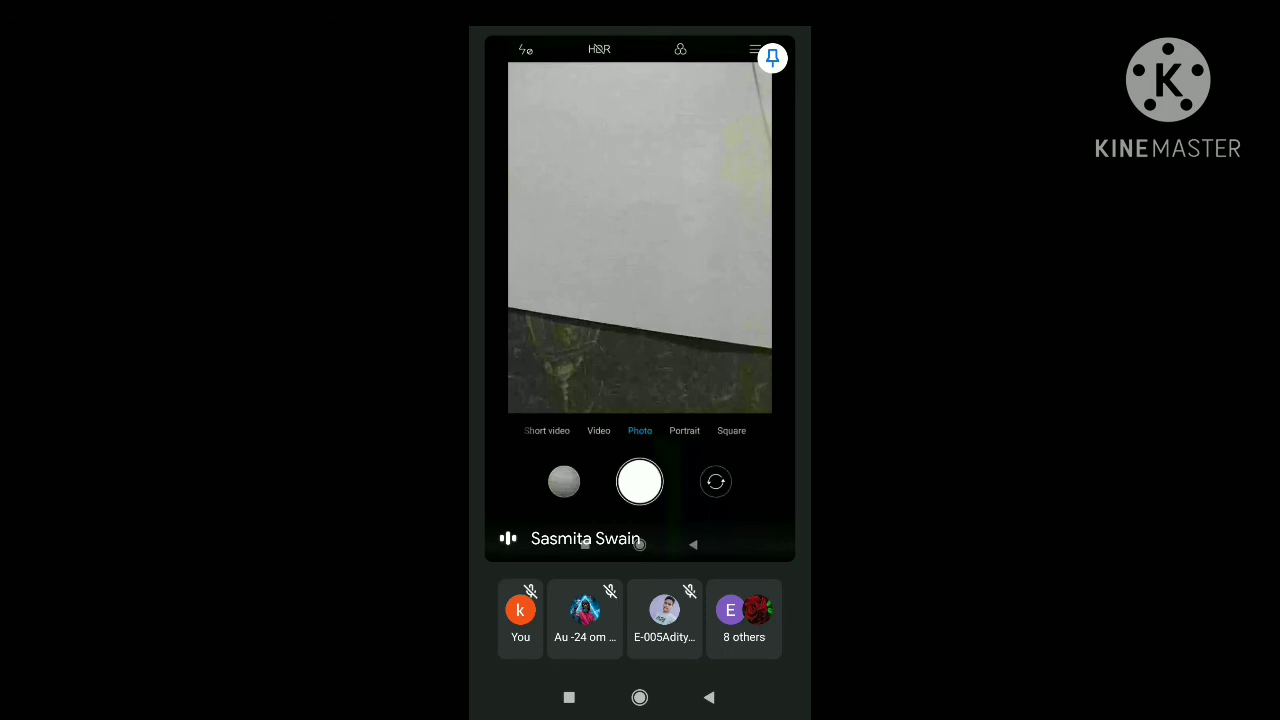 HDR
K
KINEMASTER
Short video Video Photo Portrait Square
Sasmita Swain
k E
You Au -24 om ... E-005Adity... 8 others